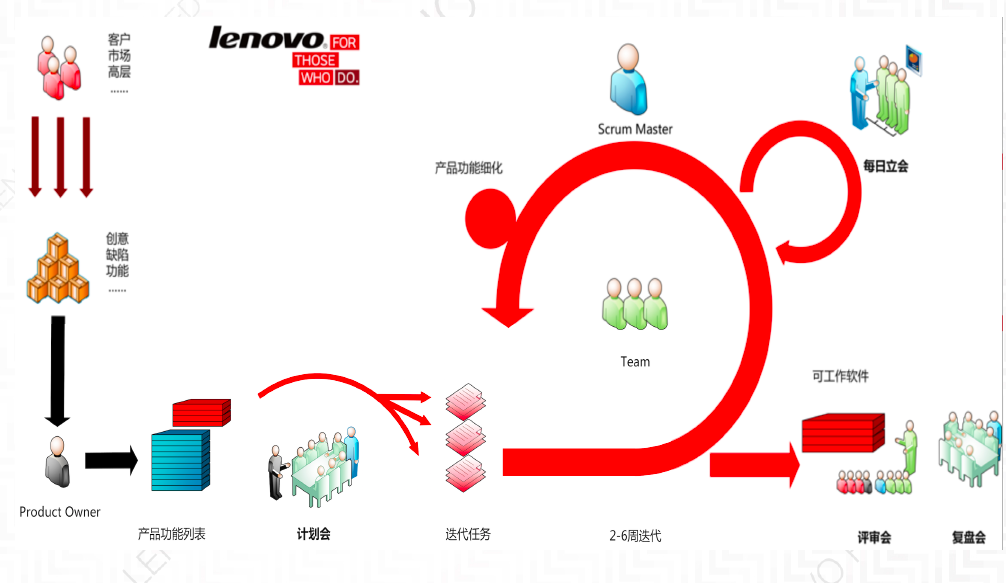 客户
市场
高层
......
lenovo FOR
THOSE
WHO DO.
Scrum Master
产品功能细化
每日立会
创意
缺陷
功能
......
Team
可工作软件
Product Owner
产品功能列表
计划会
迭代任务
2-6周迭代
评审会
复盘会